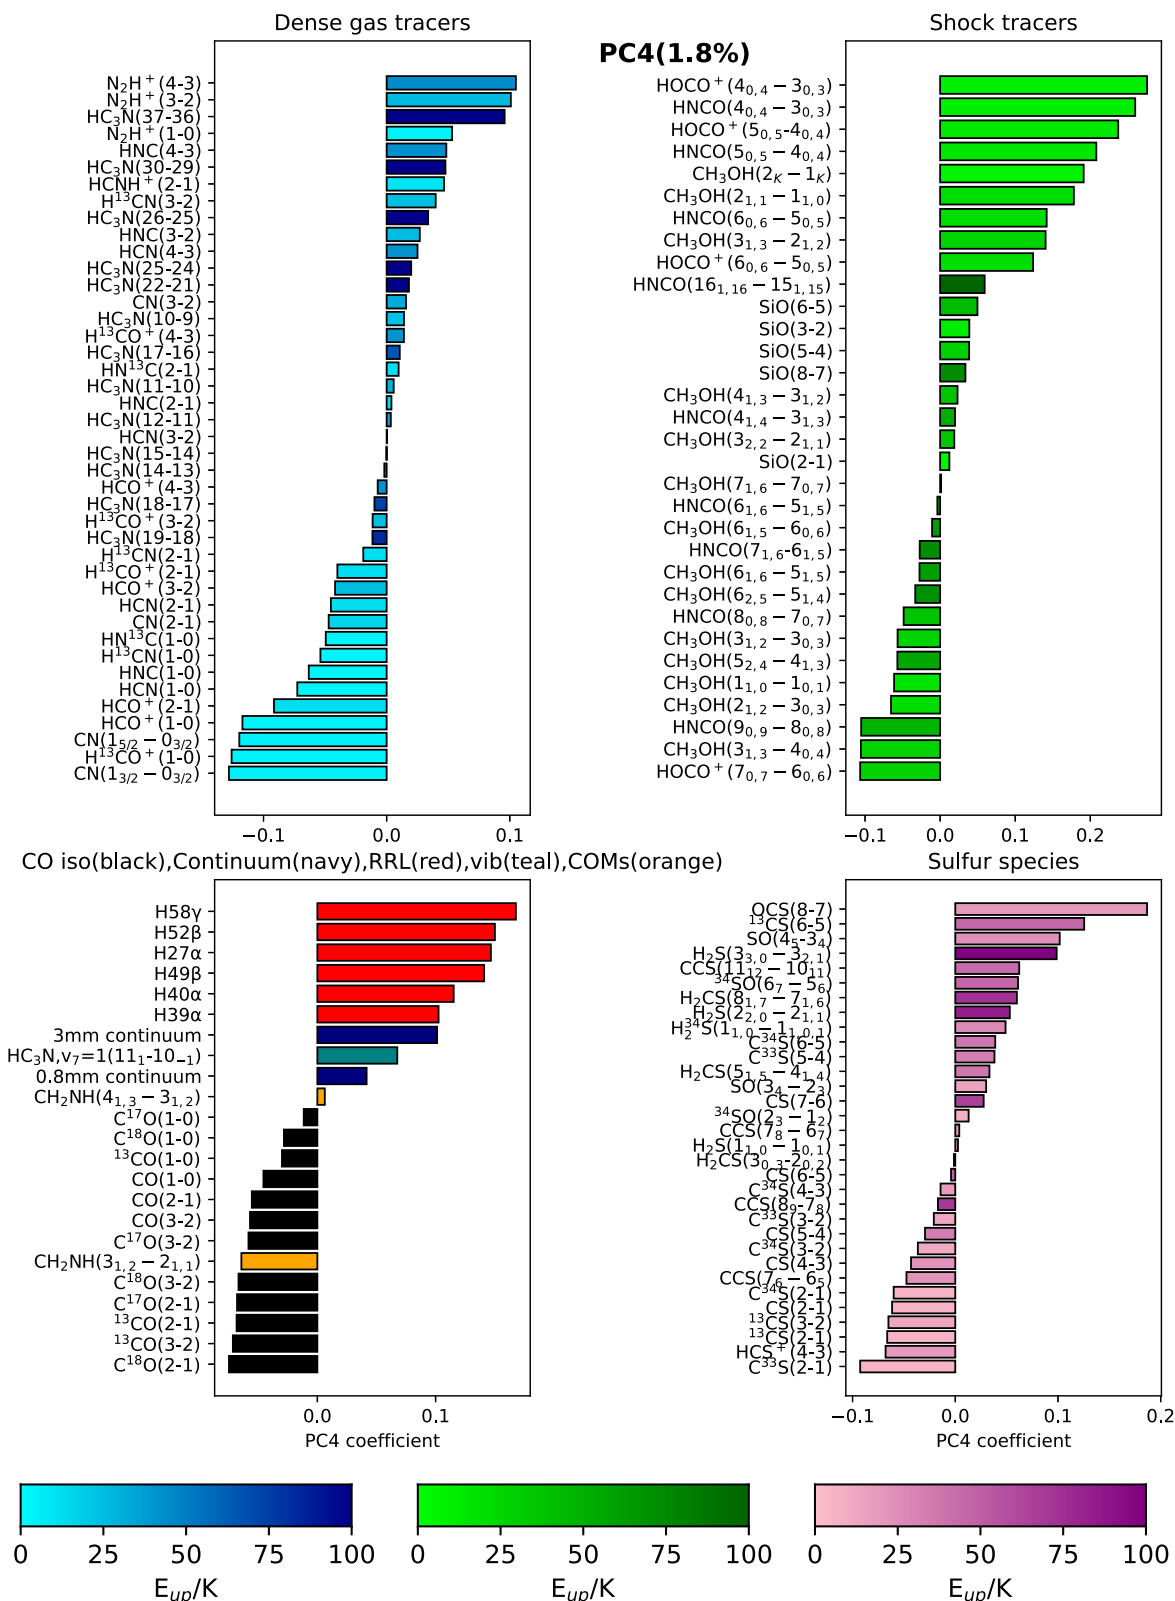 Dense gas tracers
N₂H⁺(4-3)
N₂H⁺(3-2)
HC₃N(37-36)
N₂H⁺(1-0)
HNC(4-3)
HC₃N(30-29)
HCNH⁺(2-1)
H¹³CN(3-2)
HC₃N(26-25)
HNC(3-2)
HCN(4-3)
HC₃N(25-24)
HC₃N(22-21)
CN(3-2)
HC₃N(10-9)
H¹³CO⁺(4-3)
HC₃N(17-16)
HN¹³C(2-1)
HC₃N(11-10)
HNC(2-1)
HC₃N(12-11)
HCN(3-2)
HC₃N(15-14)
HC₃N(14-13)
HCO⁺(4-3)
HC₃N(18-17)
H¹³CO⁺(3-2)
HC₃N(19-18)
H¹³CN(2-1)
H¹³CO⁺(2-1)
HCO⁺(3-2)
HCN(2-1)
CN(2-1)
HN¹³C(1-0)
H¹³CN(1-0)
HNC(1-0)
HCN(1-0)
HCO⁺(2-1)
HCO⁺(1-0)
CN(1₅/₂ − 0₃/₂)
H¹³CO⁺(1-0)
CN(1₃/₂ − 0₃/₂)
−0.1 0.0 0.1
Shock tracers
PC4(1.8%)
HOCO⁺(4₀,₄ − 3₀,₃)
HNCO(4₀,₄ − 3₀,₃)
HOCO⁺(5₀,₅-4₀,₄)
HNCO(5₀,₅ − 4₀,₄)
CH₃OH(2_K − 1_K)
CH₃OH(2₁,₁ − 1₁,₀)
HNCO(6₀,₆ − 5₀,₅)
CH₃OH(3₁,₃ − 2₁,₂)
HOCO⁺(6₀,₆ − 5₀,₅)
HNCO(16₁,₁₆ − 15₁,₁₅)
SiO(6-5)
SiO(3-2)
SiO(5-4)
SiO(8-7)
CH₃OH(4₁,₃ − 3₁,₂)
HNCO(4₁,₄ − 3₁,₃)
CH₃OH(3₂,₂ − 2₁,₁)
SiO(2-1)
CH₃OH(7₁,₆ − 7₀,₇)
HNCO(6₁,₆ − 5₁,₅)
CH₃OH(6₁,₅ − 6₀,₆)
HNCO(7₁,₆-6₁,₅)
CH₃OH(6₁,₆ − 5₁,₅)
CH₃OH(6₂,₅ − 5₁,₄)
HNCO(8₀,₈ − 7₀,₇)
CH₃OH(3₁,₂ − 3₀,₃)
CH₃OH(5₂,₄ − 4₁,₃)
CH₃OH(1₁,₀ − 1₀,₁)
CH₃OH(2₁,₂ − 3₀,₃)
HNCO(9₀,₉ − 8₀,₈)
CH₃OH(3₁,₃ − 4₀,₄)
HOCO⁺(7₀,₇ − 6₀,₆)
−0.1 0.0 0.1 0.2
CO iso(black),Continuum(navy),RRL(red),vib(teal),COMs(orange)
H58γ
H52β
H27α
H49β
H40α
H39α
3mm continuum
HC₃N,v₇=1(11₁-10₋₁)
0.8mm continuum
CH₂NH(4₁,₃ − 3₁,₂)
C¹⁷O(1-0)
C¹⁸O(1-0)
¹³CO(1-0)
CO(1-0)
CO(2-1)
CO(3-2)
C¹⁷O(3-2)
CH₂NH(3₁,₂ − 2₁,₁)
C¹⁸O(3-2)
C¹⁷O(2-1)
¹³CO(2-1)
¹³CO(3-2)
C¹⁸O(2-1)
0.0 0.1
PC4 coefficient
Sulfur species
OCS(8-7)
¹³CS(6-5)
SO(4₅-3₄)
H₂S(3₃,₀ − 3₂,₁)
CCS(11₁₂ − 10₁₁)
³⁴SO(6₇ − 5₆)
H₂CS(8₁,₇ − 7₁,₆)
H₂S(2₂,₀ − 2₁,₁)
H₂³⁴S(1₁,₀ − 1₁,₀,₁)
C³⁴S(6-5)
C³³S(5-4)
H₂CS(5₁,₅ − 4₁,₄)
SO(3₄ − 2₃)
CS(7-6)
³⁴SO(2₃ − 1₂)
CCS(7₈ − 6₇)
H₂S(1₁,₀ − 1₀,₁)
H₂CS(3₀,₃-2₀,₂)
CS(6-5)
C³⁴S(4-3)
CCS(8₉-7₈)
C³³S(3-2)
CS(5-4)
C³⁴S(3-2)
CS(4-3)
CCS(7₆ − 6₅)
C³⁴S(2-1)
CS(2-1)
¹³CS(3-2)
¹³CS(2-1)
HCS⁺(4-3)
C³³S(2-1)
−0.1 0.0 0.1
PC4 coefficient
0 25 50 75 100
E_up/K
0 25 50 75 100
E_up/K
0 25 50 75 100
E_up/K